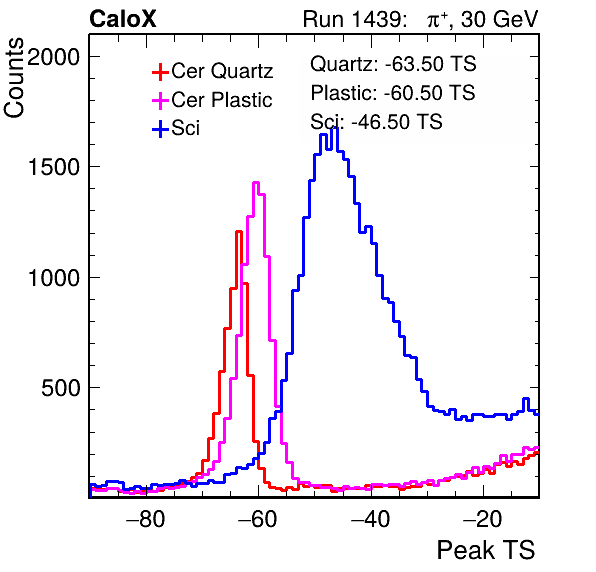 CaloX Run 1439: π⁺, 30 GeV
Counts
2000
1500
1000
500
Cer Quartz
Cer Plastic
Sci
Quartz: -63.50 TS
Plastic: -60.50 TS
Sci: -46.50 TS
−80 −60 −40 −20
Peak TS